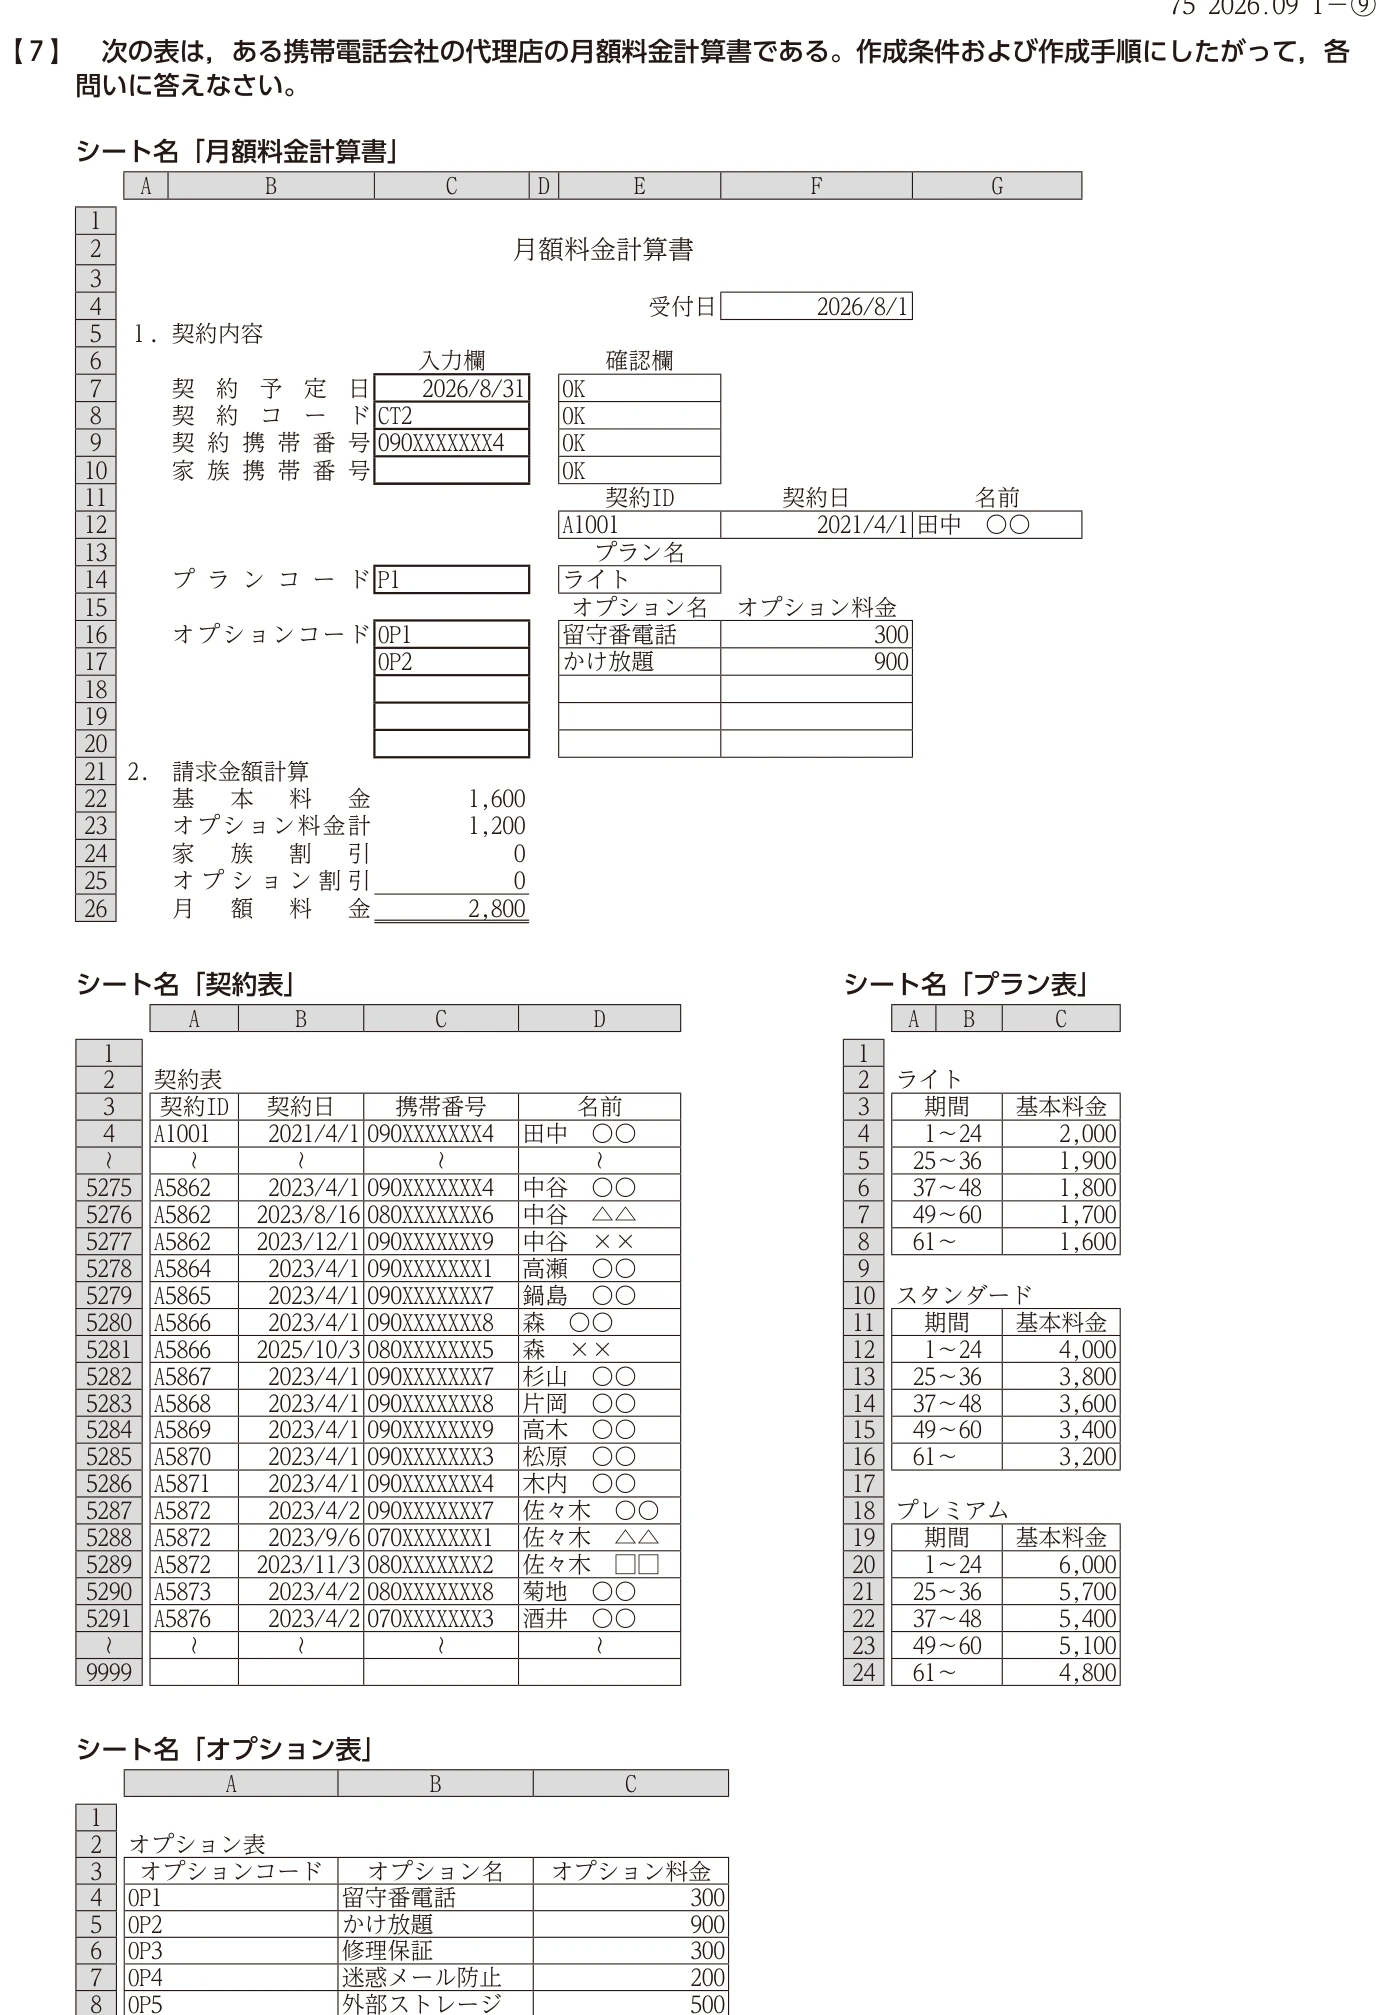 75 2026.09 1－⑨
【７】　次の表は，ある携帯電話会社の代理店の月額料金計算書である。作成条件および作成手順にしたがって，各
問いに答えなさい。
シート名「月額料金計算書」
A B C D E F G
1
2 月額料金計算書
3
4 受付日 2026/8/1
5 1．契約内容
6 入力欄 確認欄
7 契約予定日 2026/8/31 OK
8 契約コード CT2 OK
9 契約携帯番号 090XXXXXXX4 OK
10 家族携帯番号 OK
11 契約ID 契約日 名前
12 A1001 2021/4/1 田中　○○
13 プラン名
14 プランコード P1 ライト
15 オプション名 オプション料金
16 オプションコード OP1 留守番電話 300
17 OP2 かけ放題 900
18
19
20
21 2．請求金額計算
22 基本料金 1,600
23 オプション料金計 1,200
24 家族割引 0
25 オプション割引 0
26 月額料金 2,800
シート名「契約表」
A B C D
1
2 契約表
3 契約ID 契約日 携帯番号 名前
4 A1001 2021/4/1 090XXXXXXX4 田中　○○
～ ～ ～ ～ ～
5275 A5862 2023/4/1 090XXXXXXX4 中谷　○○
5276 A5862 2023/8/16 080XXXXXXX6 中谷　△△
5277 A5862 2023/12/1 090XXXXXXX9 中谷　××
5278 A5864 2023/4/1 090XXXXXXX1 高瀬　○○
5279 A5865 2023/4/1 090XXXXXXX7 鍋島　○○
5280 A5866 2023/4/1 090XXXXXXX8 森　○○
5281 A5866 2025/10/3 080XXXXXXX5 森　××
5282 A5867 2023/4/1 090XXXXXXX7 杉山　○○
5283 A5868 2023/4/1 090XXXXXXX8 片岡　○○
5284 A5869 2023/4/1 090XXXXXXX9 高木　○○
5285 A5870 2023/4/1 090XXXXXXX3 松原　○○
5286 A5871 2023/4/1 090XXXXXXX4 木内　○○
5287 A5872 2023/4/2 090XXXXXXX7 佐々木　○○
5288 A5872 2023/9/6 070XXXXXXX1 佐々木　△△
5289 A5872 2023/11/3 080XXXXXXX2 佐々木　□□
5290 A5873 2023/4/2 080XXXXXXX8 菊地　○○
5291 A5876 2023/4/2 070XXXXXXX3 酒井　○○
～ ～ ～ ～ ～
9999
シート名「プラン表」
A B C
1
2 ライト
3 期間 基本料金
4 1～24 2,000
5 25～36 1,900
6 37～48 1,800
7 49～60 1,700
8 61～ 1,600
9
10 スタンダード
11 期間 基本料金
12 1～24 4,000
13 25～36 3,800
14 37～48 3,600
15 49～60 3,400
16 61～ 3,200
17
18 プレミアム
19 期間 基本料金
20 1～24 6,000
21 25～36 5,700
22 37～48 5,400
23 49～60 5,100
24 61～ 4,800
シート名「オプション表」
A B C
1
2 オプション表
3 オプションコード オプション名 オプション料金
4 OP1 留守番電話 300
5 OP2 かけ放題 900
6 OP3 修理保証 300
7 OP4 迷惑メール防止 200
8 OP5 外部ストレージ 500